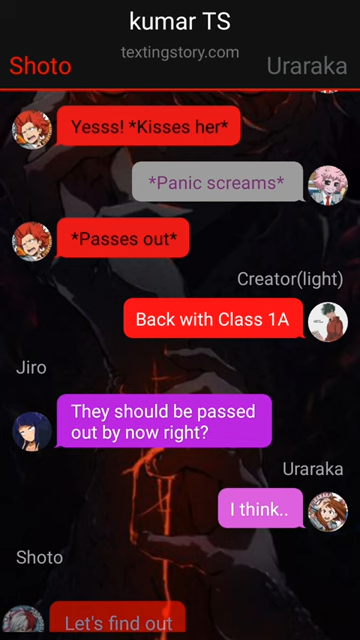 kumar TS
textingstory.com
Shoto
Uraraka
Yesss! *Kisses her*
*Panic screams*
*Passes out*
Creator(light)
Back with Class 1A
Jiro
They should be passed
out by now right?
Uraraka
I think..
Shoto
Let's find out